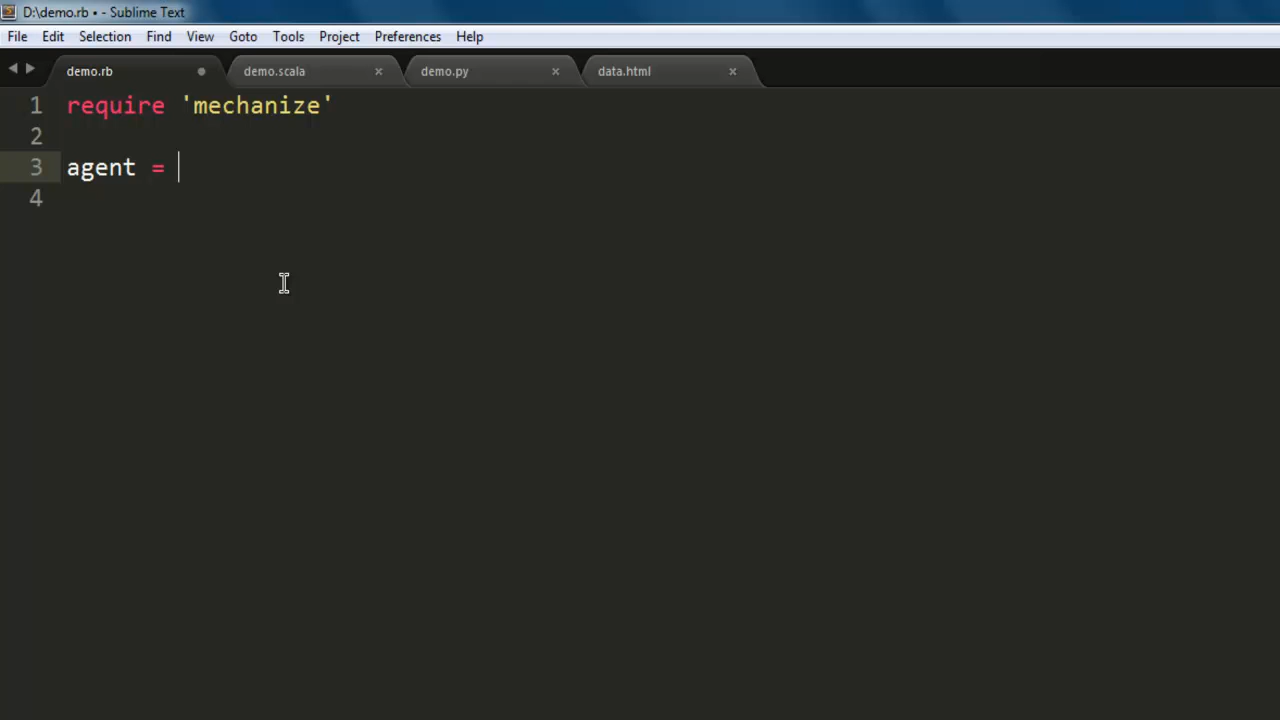 D:\demo.rb • - Sublime Text
File Edit Selection Find View Goto Tools Project Preferences Help
demo.rb demo.scala demo.py data.html
1 require 'mechanize'
2
3 agent =
4